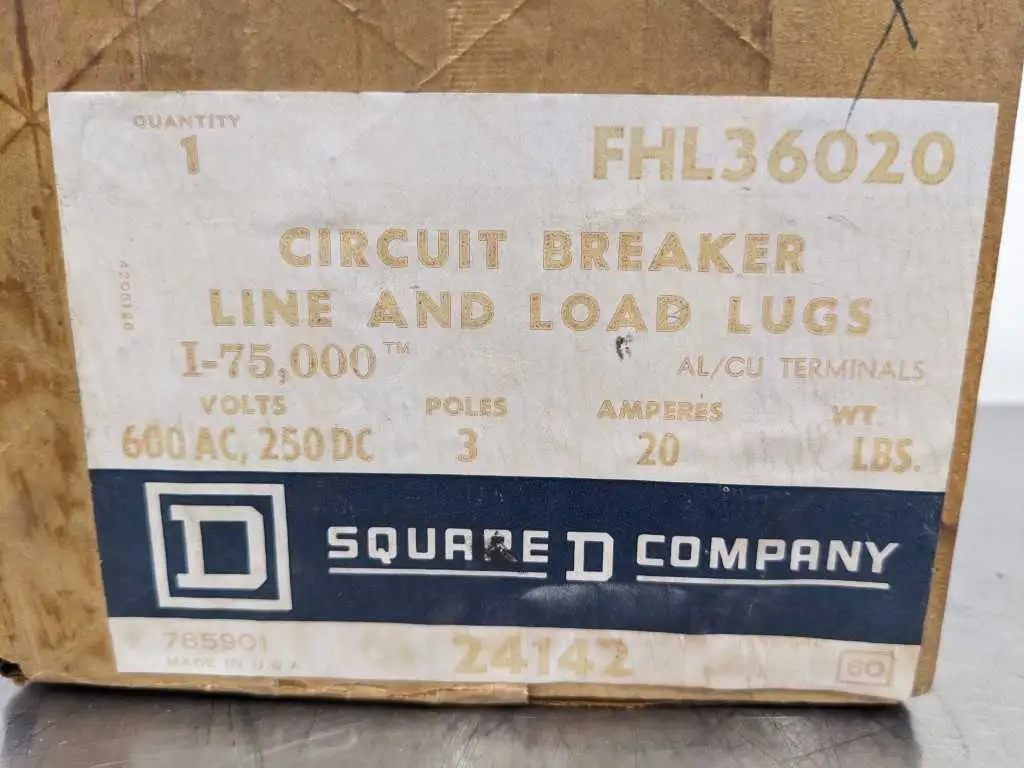 QUANTITY
1
FHL36020
CIRCUIT BREAKER
LINE AND LOAD LUGS
I-75,000™
AL/CU TERMINALS
VOLTS POLES AMPERES WT.
600 AC, 250 DC 3 20 LBS.
D SQUARE D COMPANY
765901
MADE IN U.S.A.
24142
60